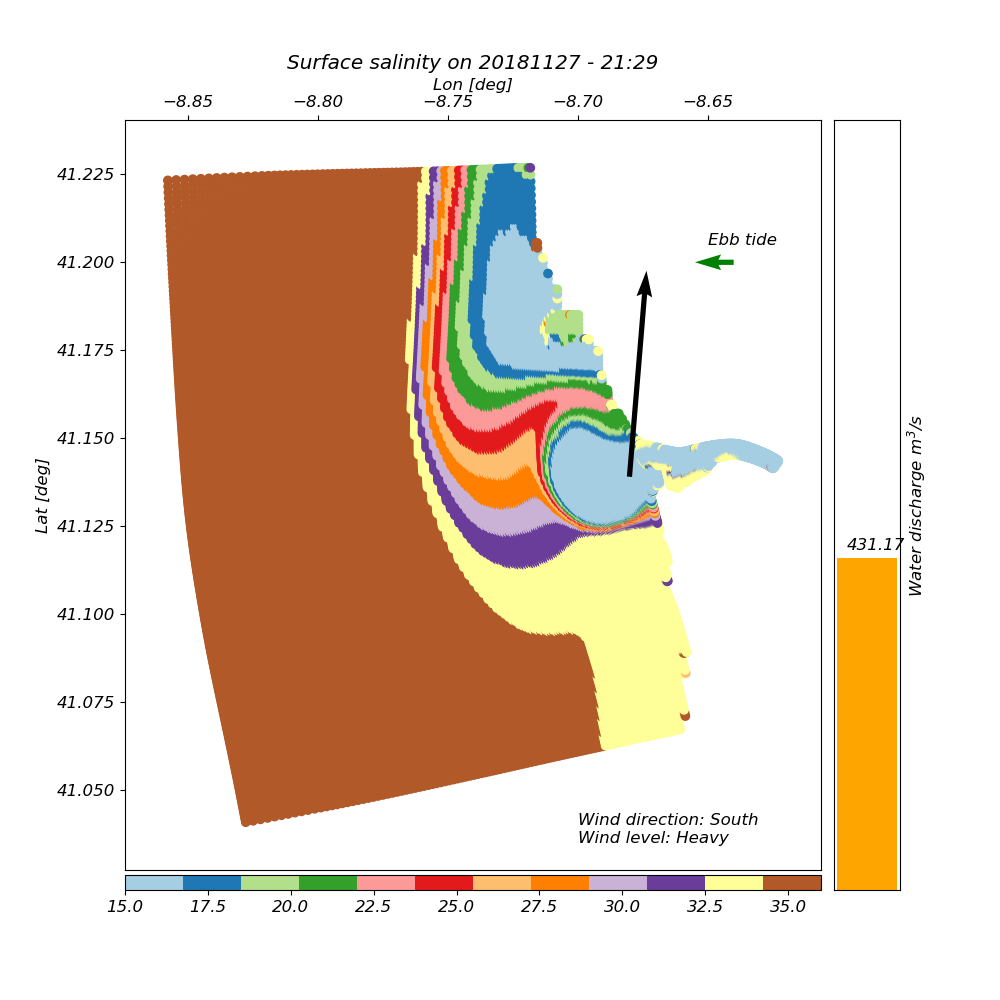 Surface salinity on 20181127 - 21:29
Lon [deg]
−8.85 −8.80 −8.75 −8.70 −8.65
41.225
41.200
41.175
41.150
41.125
41.100
41.075
41.050
Lat [deg]
Ebb tide
Wind direction: South
Wind level: Heavy
431.17
Water discharge m³/s
15.0 17.5 20.0 22.5 25.0 27.5 30.0 32.5 35.0